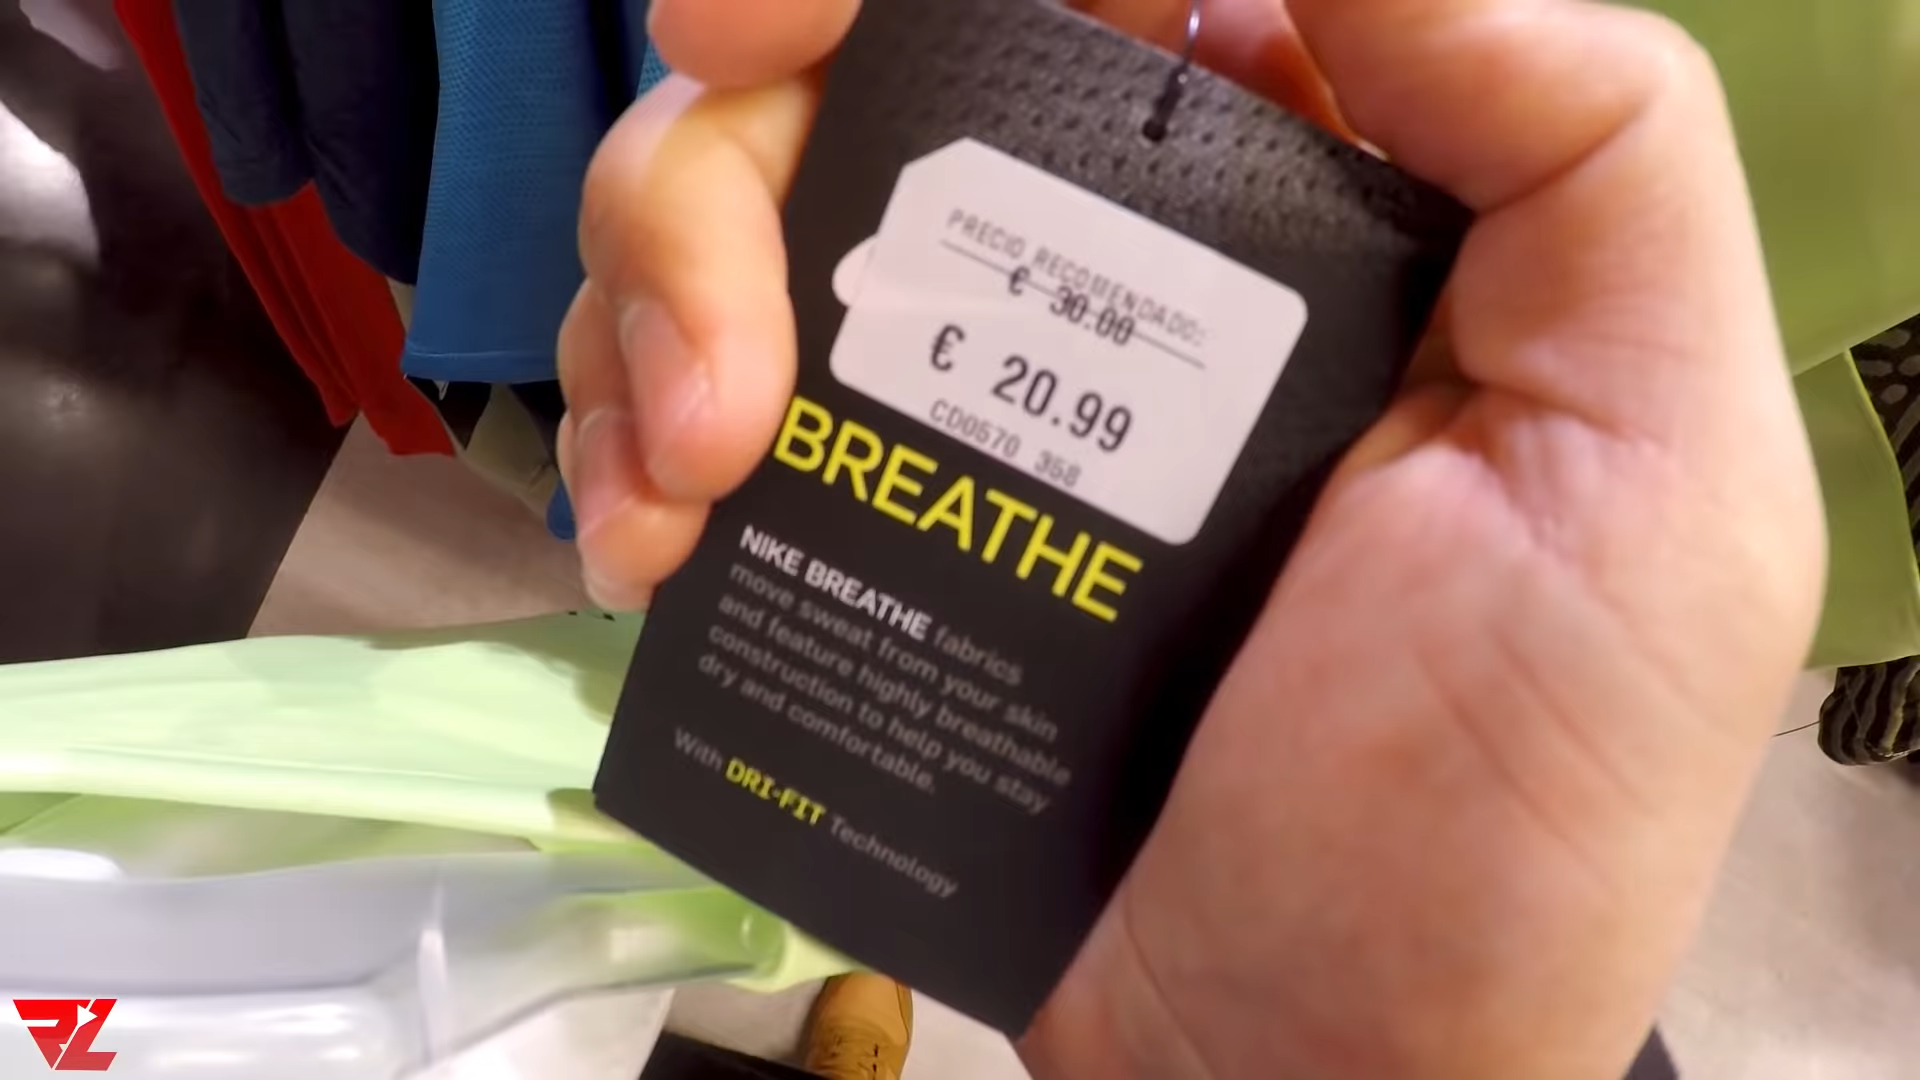 PRECIO RECOMENDADO:
€ 30.00
€ 20.99
CD0570 358
BREATHE
NIKE BREATHE fabrics
move sweat from your skin
and feature highly breathable
construction to help you stay
dry and comfortable.
With DRI-FIT Technology